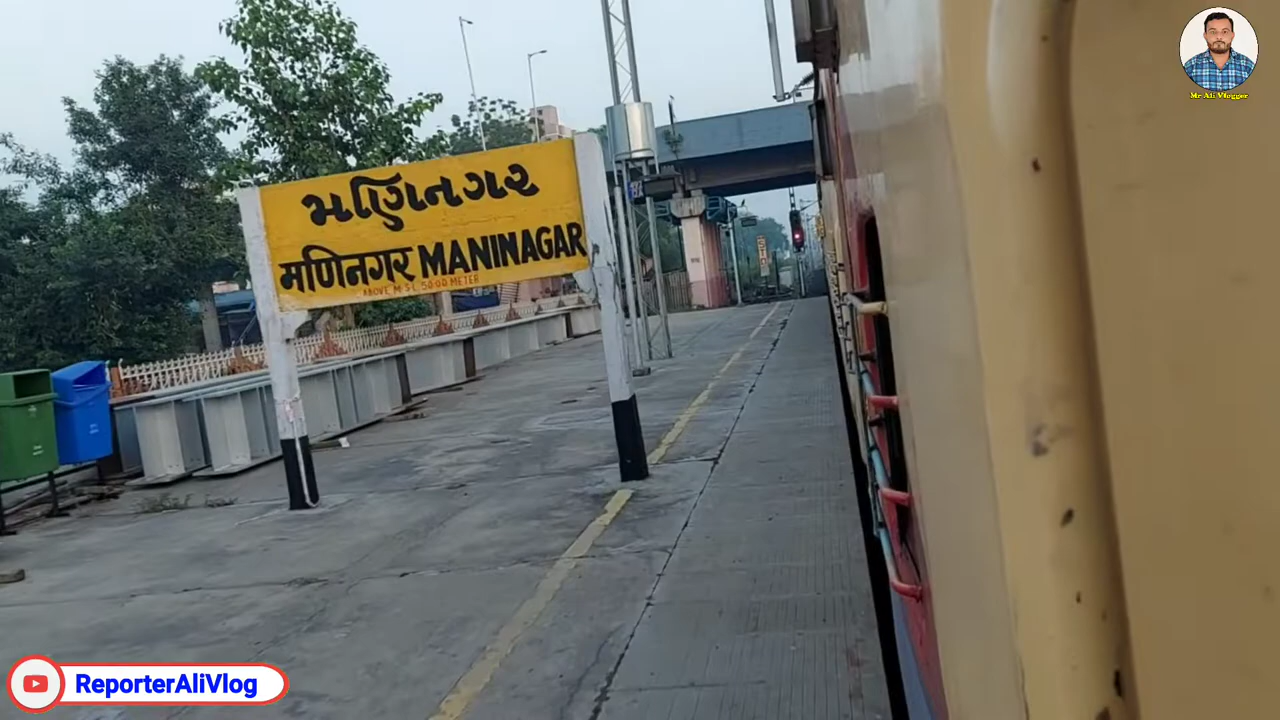 Mr Ali Vlogger
મણિનગર
मणिनगर MANINAGAR
ABOVE M.S.L 50.00 METER
ReporterAliVlog